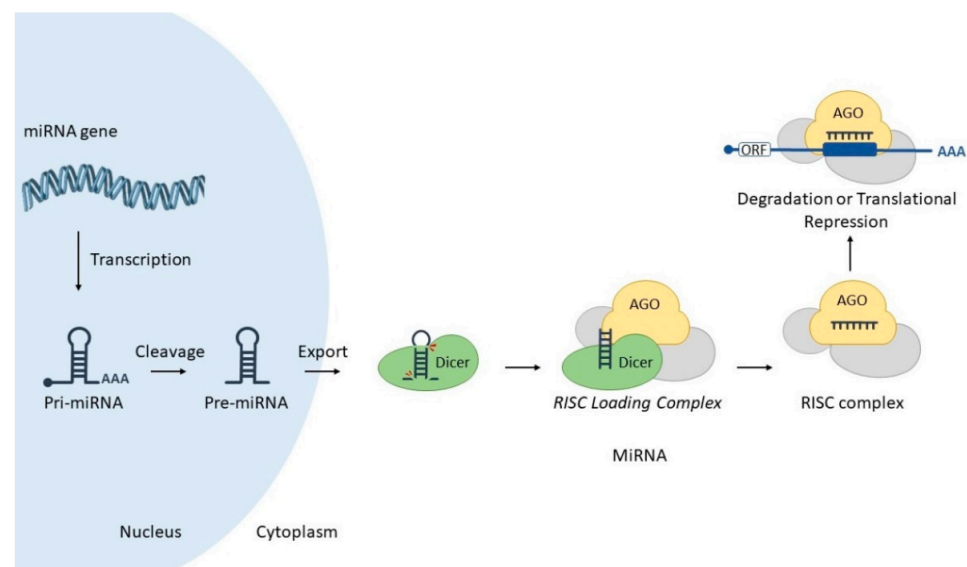 miRNA gene
Transcription
Cleavage
Export
AAA
Pri-miRNA
Pre-miRNA
Dicer
AGO
Dicer
RISC Loading Complex
MiRNA
AGO
RISC complex
AGO
ORF
AAA
Degradation or Translational
Repression
Nucleus
Cytoplasm